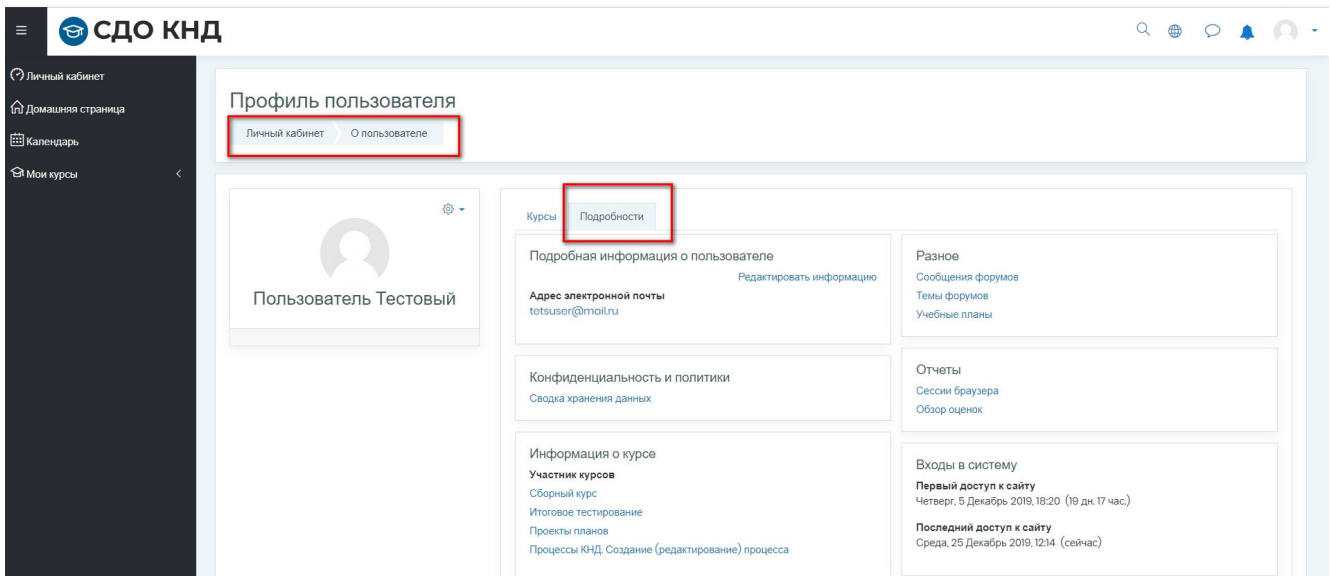 СДО КНД
Личный кабинет
Домашняя страница
Календарь
Мои курсы
Профиль пользователя
Личный кабинет
О пользователе
Пользователь Тестовый
Курсы
Подробности
Подробная информация о пользователе
Редактировать информацию
Адрес электронной почты
totsuser@mail.ru
Конфиденциальность и политики
Сводка хранения данных
Информация о курсе
Участник курсов
Сборный курс
Итоговое тестирование
Проекты планов
Процессы КНД. Создание (редактирование) процесса
Разное
Сообщения форумов
Темы форумов
Учебные планы
Отчеты
Сессии браузера
Обзор оценок
Входы в систему
Первый доступ к сайту
Четверг, 5 Декабрь 2019, 18:20 (19 дн. 17 час.)
Последний доступ к сайту
Среда, 25 Декабрь 2019, 12:14 (сейчас)